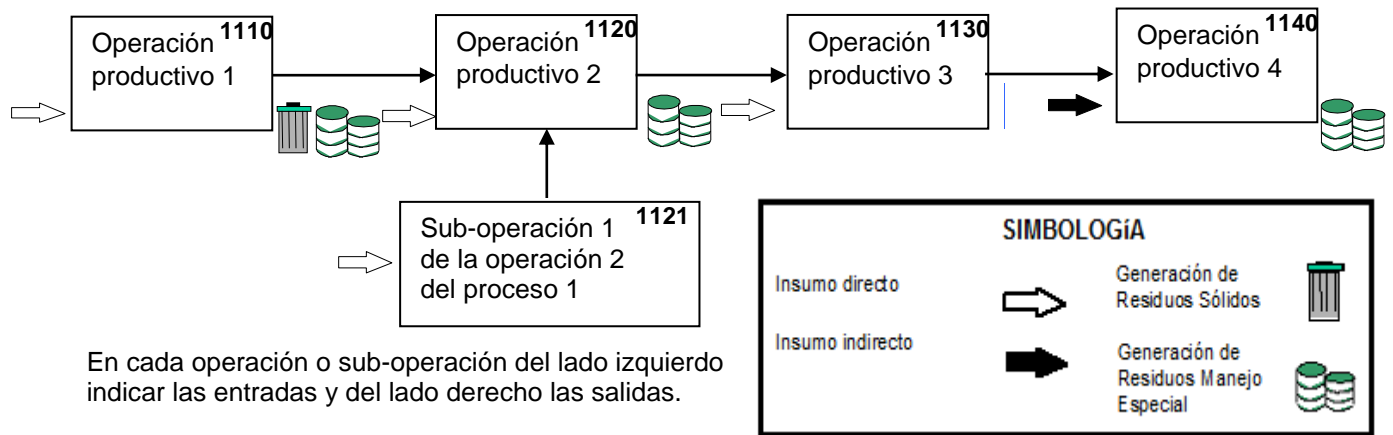 Operación 1110
productivo 1
Operación 1120
productivo 2
Operación 1130
productivo 3
Operación 1140
productivo 4
Sub-operación 1 1121
de la operación 2
del proceso 1
En cada operación o sub-operación del lado izquierdo
indicar las entradas y del lado derecho las salidas.
SIMBOLOGíA
Insumo directo
Generación de
Residuos Sólidos
Insumo indirecto
Generación de
Residuos Manejo
Especial